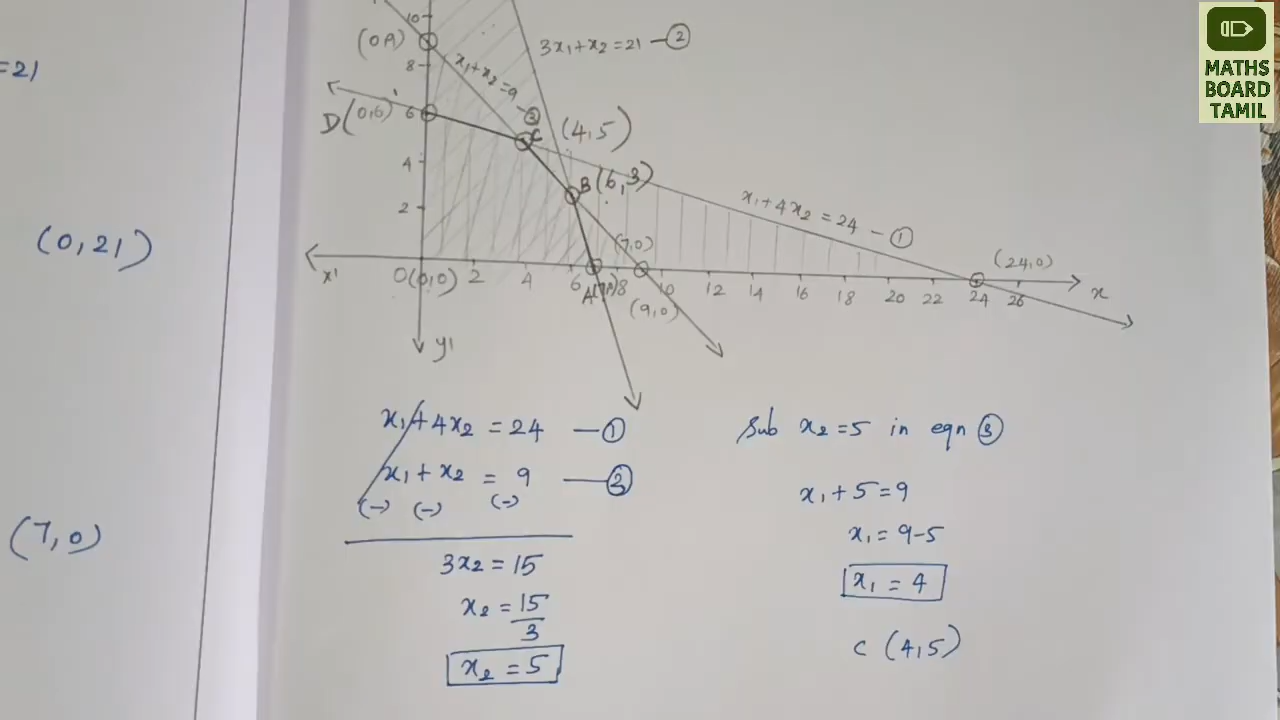 MATHS
BOARD
TAMIL
=21
(0,21)
(7,0)
10
(0,9)
8
6
4
2
3x₁+x₂=21 —②
x₁+x₂=9 –③
D(0,6)
C (4,5)
B(6,3)
x₁+4x₂=24 –①
(7,0)
(24,0)
x'
O(0,0) 2 4 6 8 10 12 14 16 18 20 22 24 26
x
A(7,0)
(9,0)
y'
x₁+4x₂ = 24 —①
x₁+x₂ = 9 —③
(-) (-) (-)
3x₂=15
x₂=15/3
x₂=5
Sub x₂=5 in eqn ③
x₁+5=9
x₁=9-5
x₁=4
C (4,5)